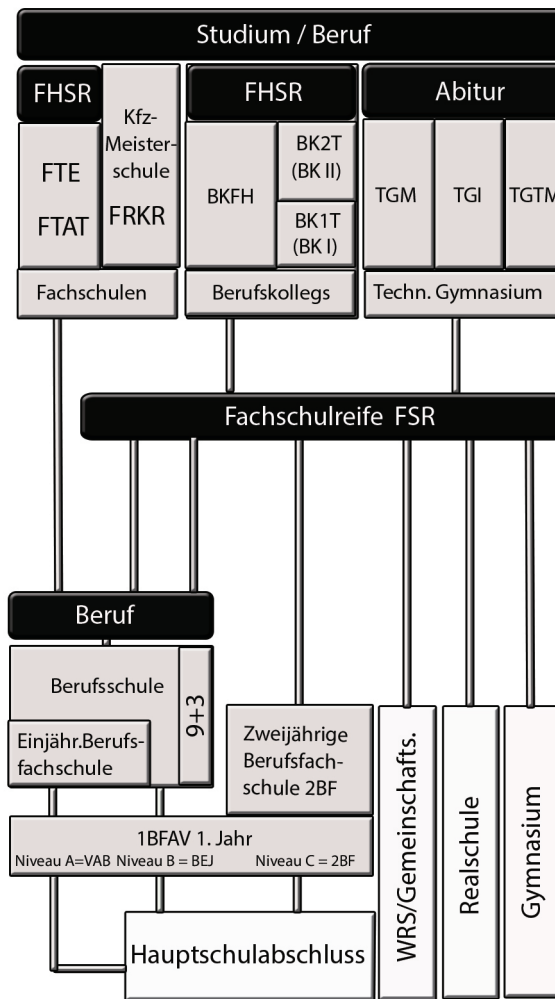 Studium / Beruf
FHSR
FTE
FTAT
Kfz-
Meister-
schule
FRKR
Fachschulen
FHSR
BKFH
BK2T
(BK II)
BK1T
(BK I)
Berufskollegs
Abitur
TGM
TGI
TGTM
Techn. Gymnasium
Fachschulreife FSR
Beruf
Berufsschule
9+3
Einjähr.Berufs-
fachschule
Zweijährige
Berufsfach-
schule 2BF
1BFAV 1. Jahr
Niveau A=VAB Niveau B = BEJ Niveau C = 2BF
Hauptschulabschluss
WRS/Gemeinschafts.
Realschule
Gymnasium